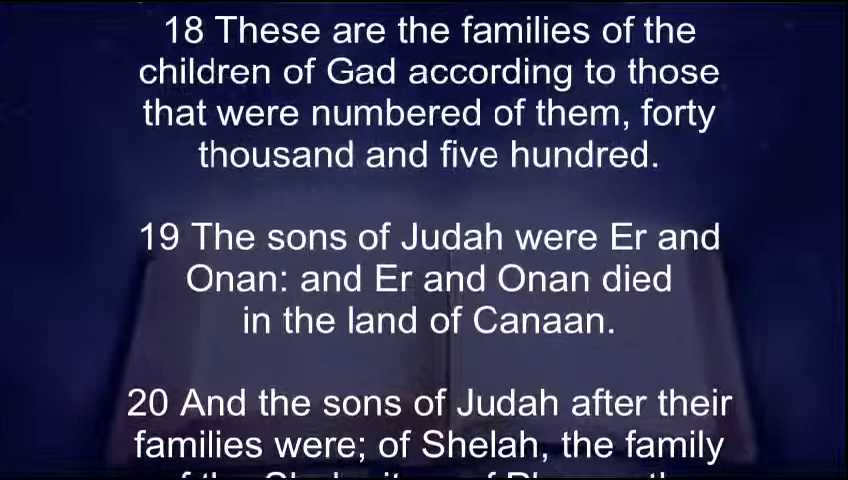 18 These are the families of the
children of Gad according to those
that were numbered of them, forty
thousand and five hundred.
19 The sons of Judah were Er and
Onan: and Er and Onan died
in the land of Canaan.
20 And the sons of Judah after their
families were; of Shelah, the family